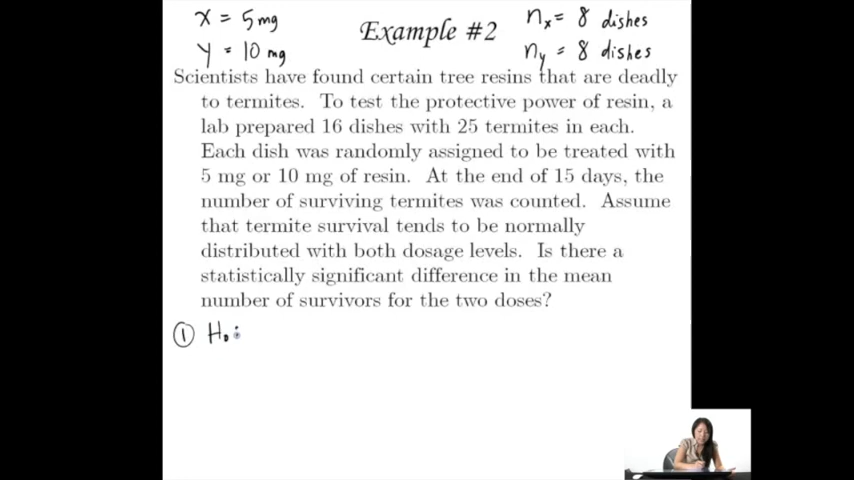 x = 5 mg
Example #2
n_x = 8 dishes
y = 10 mg
n_y = 8 dishes
Scientists have found certain tree resins that are deadly
to termites. To test the protective power of resin, a
lab prepared 16 dishes with 25 termites in each.
Each dish was randomly assigned to be treated with
5 mg or 10 mg of resin. At the end of 15 days, the
number of surviving termites was counted. Assume
that termite survival tends to be normally
distributed with both dosage levels. Is there a
statistically significant difference in the mean
number of survivors for the two doses?
① H₀: